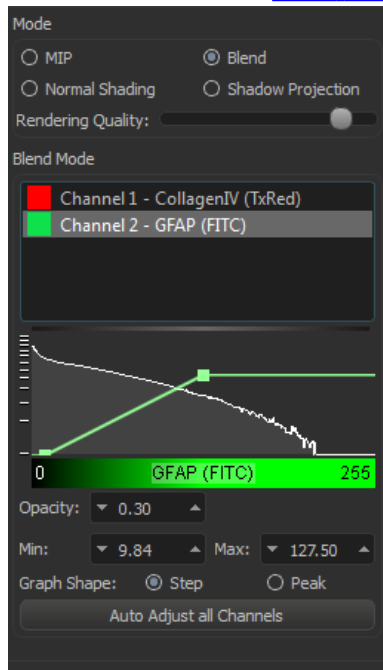 Mode
MIP Blend
Normal Shading Shadow Projection
Rendering Quality:
Blend Mode
Channel 1 - CollagenIV (TxRed)
Channel 2 - GFAP (FITC)
0 GFAP (FITC) 255
Opacity: 0.30
Min: 9.84 Max: 127.50
Graph Shape: Step Peak
Auto Adjust all Channels